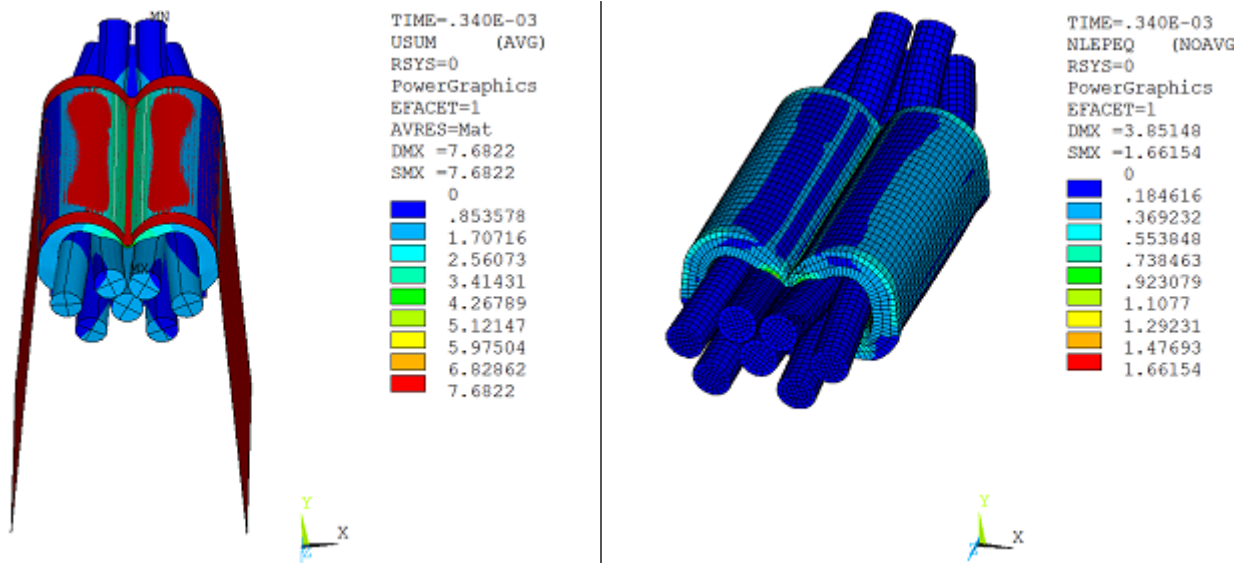 MN
MX
TIME=.340E-03
USUM (AVG)
RSYS=0
PowerGraphics
EFACET=1
AVRES=Mat
DMX =7.6822
SMX =7.6822
0
.853578
1.70716
2.56073
3.41431
4.26789
5.12147
5.97504
6.82862
7.6822
Y
X
Z
TIME=.340E-03
NLEPEQ (NOAVG
RSYS=0
PowerGraphics
EFACET=1
DMX =3.85148
SMX =1.66154
0
.184616
.369232
.553848
.738463
.923079
1.1077
1.29231
1.47693
1.66154
Y
X
Z